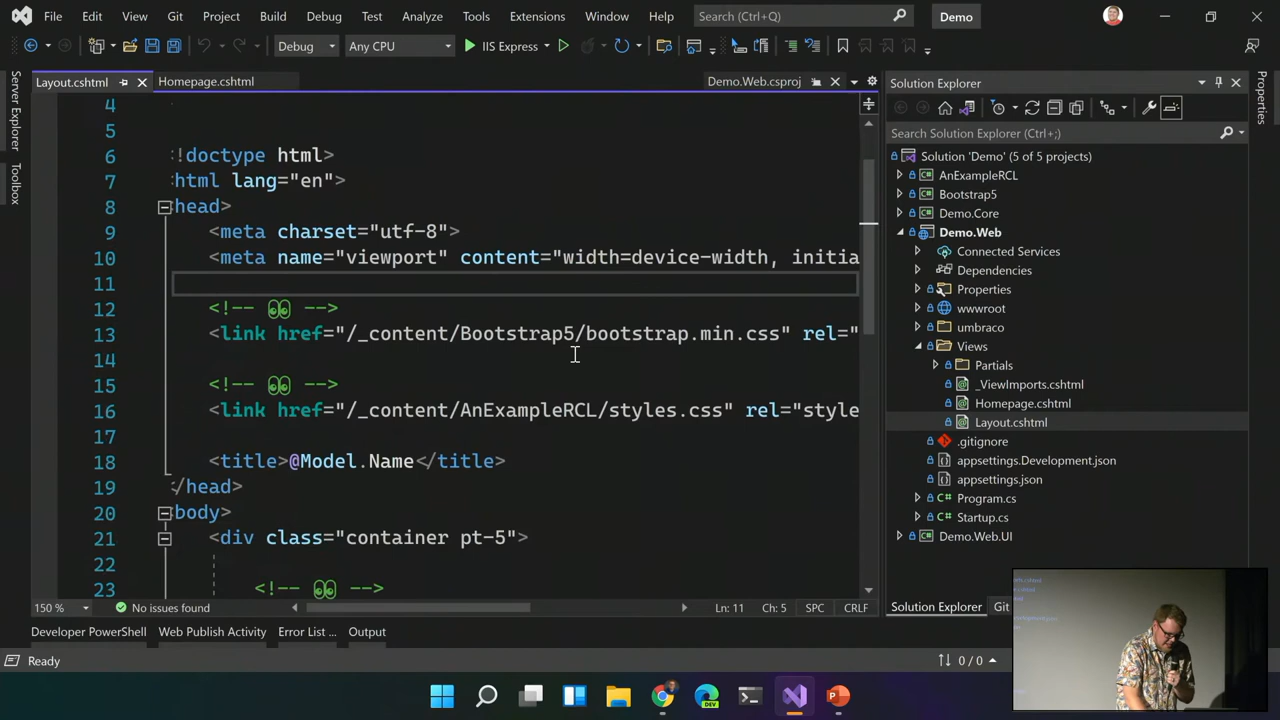 File Edit View Git Project Build Debug Test Analyze Tools Extensions Window Help Search (Ctrl+Q) Demo
Debug Any CPU IIS Express
Server Explorer
Toolbox
Layout.cshtml Homepage.cshtml Demo.Web.csproj
4
5
6 !doctype html>
7 html lang="en">
8 head>
9 <meta charset="utf-8">
10 <meta name="viewport" content="width=device-width, initia
11
12 <!-- 👀 -->
13 <link href="/_content/Bootstrap5/bootstrap.min.css" rel="
14
15 <!-- 👀 -->
16 <link href="/_content/AnExampleRCL/styles.css" rel="style
17
18 <title>@Model.Name</title>
19 /head>
20 body>
21 <div class="container pt-5">
22
23 <!-- 👀 -->
150 % No issues found Ln: 11 Ch: 5 SPC CRLF
Developer PowerShell Web Publish Activity Error List ... Output
Ready 0 / 0
Solution Explorer
Search Solution Explorer (Ctrl+;)
Solution 'Demo' (5 of 5 projects)
AnExampleRCL
Bootstrap5
Demo.Core
Demo.Web
Connected Services
Dependencies
Properties
wwwroot
umbraco
Views
Partials
_ViewImports.cshtml
Homepage.cshtml
Layout.cshtml
.gitignore
appsettings.Development.json
appsettings.json
Program.cs
Startup.cs
Demo.Web.UI
Solution Explorer Git
Properties